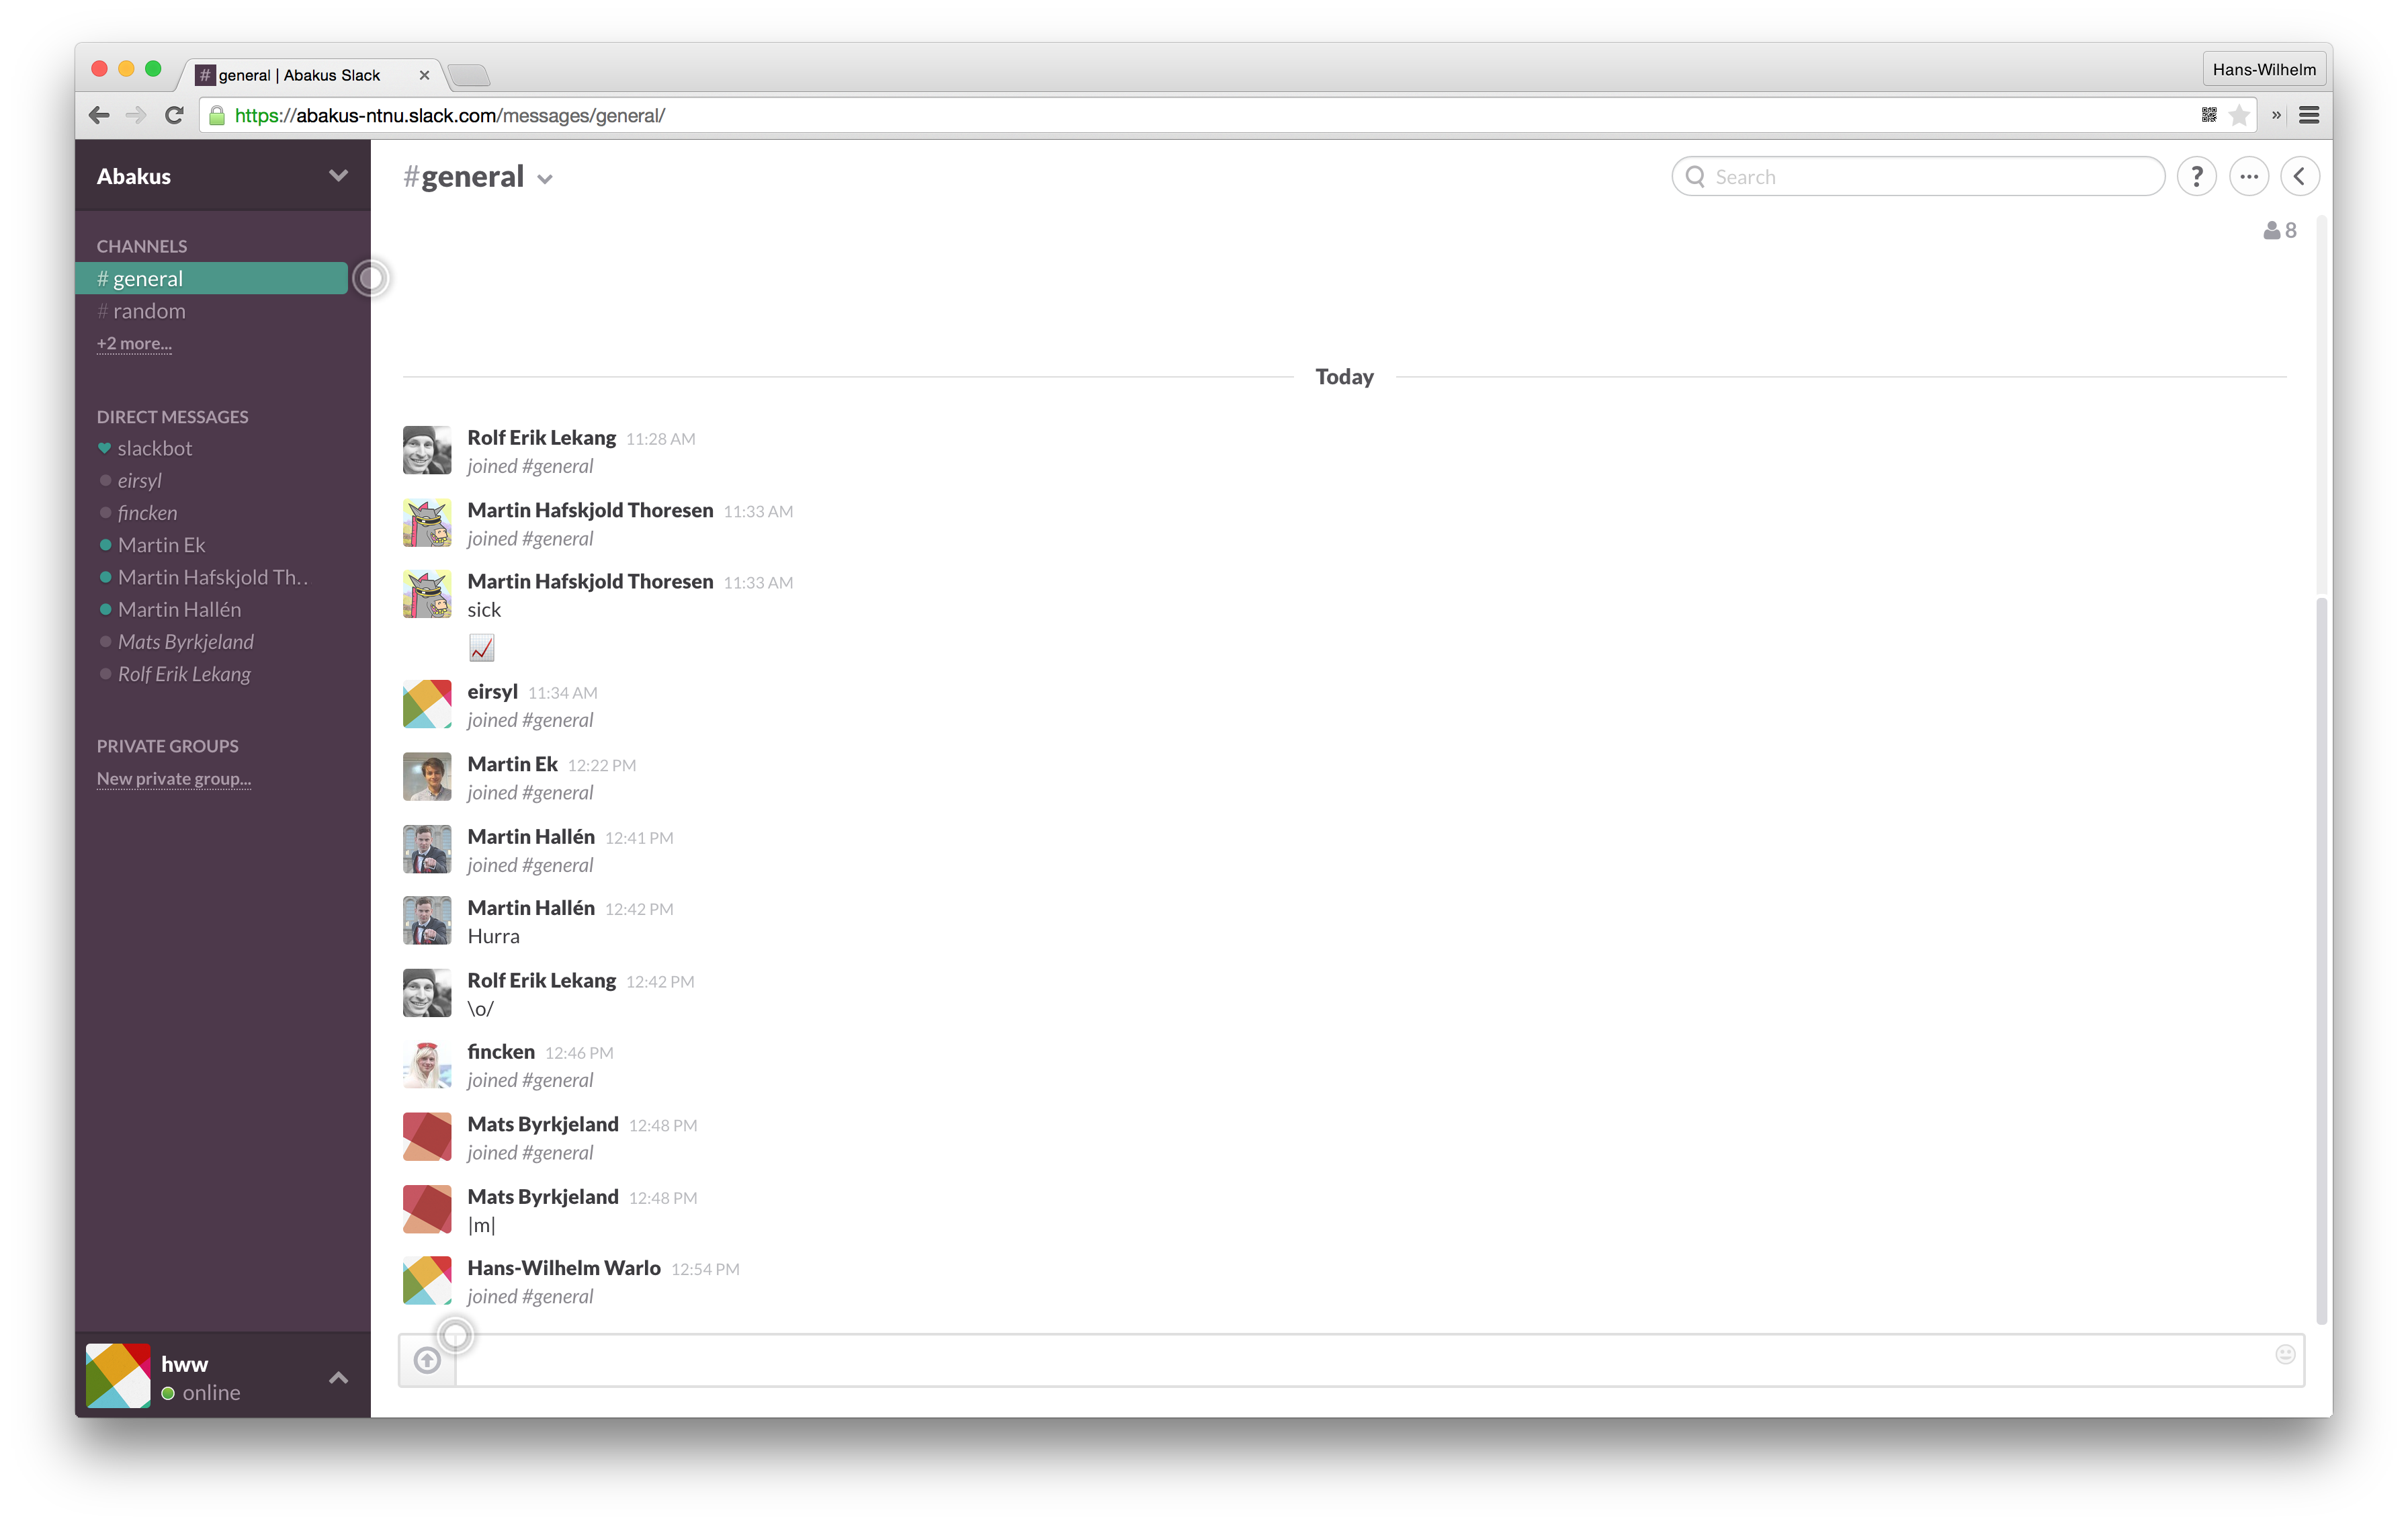 #general | Abakus Slack
Hans-Wilhelm
https://abakus-ntnu.slack.com/messages/general/
Abakus
CHANNELS
# general
# random
+2 more...
DIRECT MESSAGES
slackbot
eirsyl
fincken
Martin Ek
Martin Hafskjold Th..
Martin Hallén
Mats Byrkjeland
Rolf Erik Lekang
PRIVATE GROUPS
New private group...
hww
online
#general
Search
?
8
Today
Rolf Erik Lekang 11:28 AM
joined #general
Martin Hafskjold Thoresen 11:33 AM
joined #general
Martin Hafskjold Thoresen 11:33 AM
sick
eirsyl 11:34 AM
joined #general
Martin Ek 12:22 PM
joined #general
Martin Hallén 12:41 PM
joined #general
Martin Hallén 12:42 PM
Hurra
Rolf Erik Lekang 12:42 PM
\o/
fincken 12:46 PM
joined #general
Mats Byrkjeland 12:48 PM
joined #general
Mats Byrkjeland 12:48 PM
|m|
Hans-Wilhelm Warlo 12:54 PM
joined #general